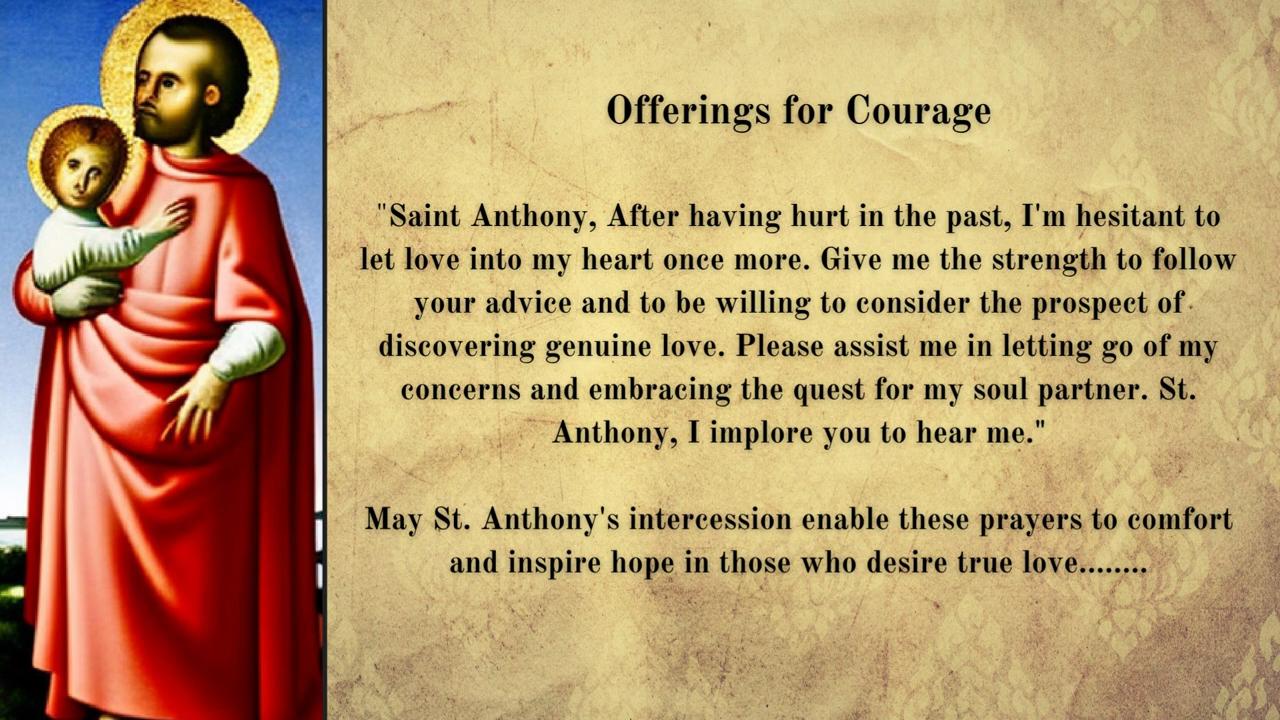 Offerings for Courage
"Saint Anthony, After having hurt in the past, I'm hesitant to
let love into my heart once more. Give me the strength to follow
your advice and to be willing to consider the prospect of
discovering genuine love. Please assist me in letting go of my
concerns and embracing the quest for my soul partner. St.
Anthony, I implore you to hear me."
May St. Anthony's intercession enable these prayers to comfort
and inspire hope in those who desire true love........